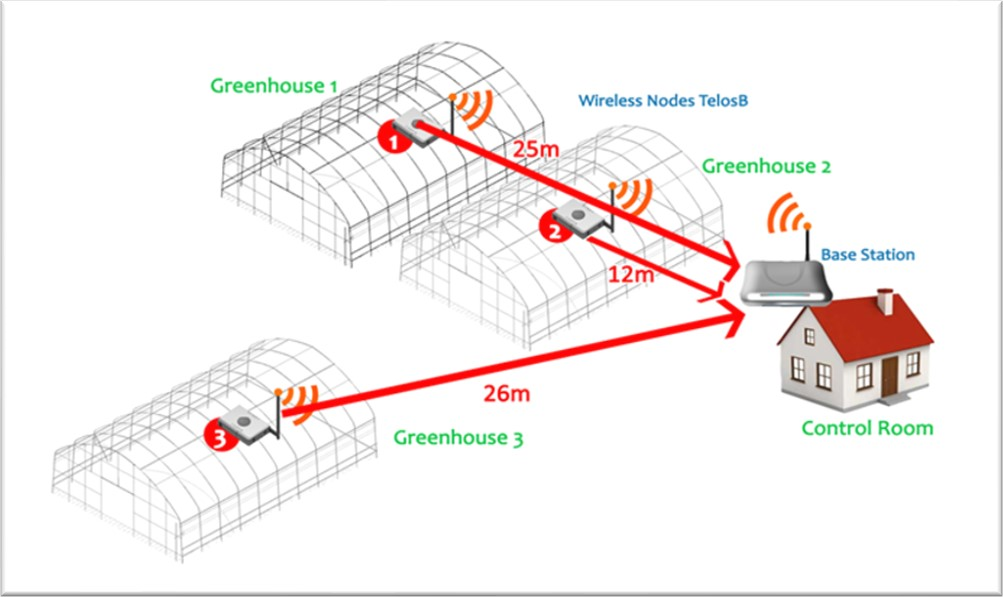 Greenhouse 1
Wireless Nodes TelosB
1
25m
Greenhouse 2
2
Base Station
12m
26m
3
Greenhouse 3
Control Room